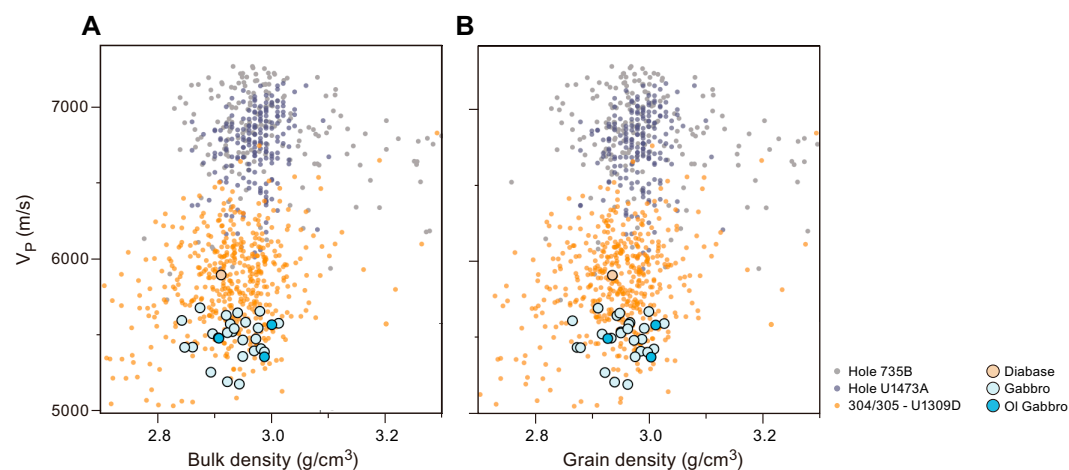 A
B
V_P (m/s)
7000
6000
5000
2.8 3.0 3.2
2.8 3.0 3.2
Bulk density (g/cm³)
Grain density (g/cm³)
Hole 735B
Hole U1473A
304/305 - U1309D
Diabase
Gabbro
Ol Gabbro